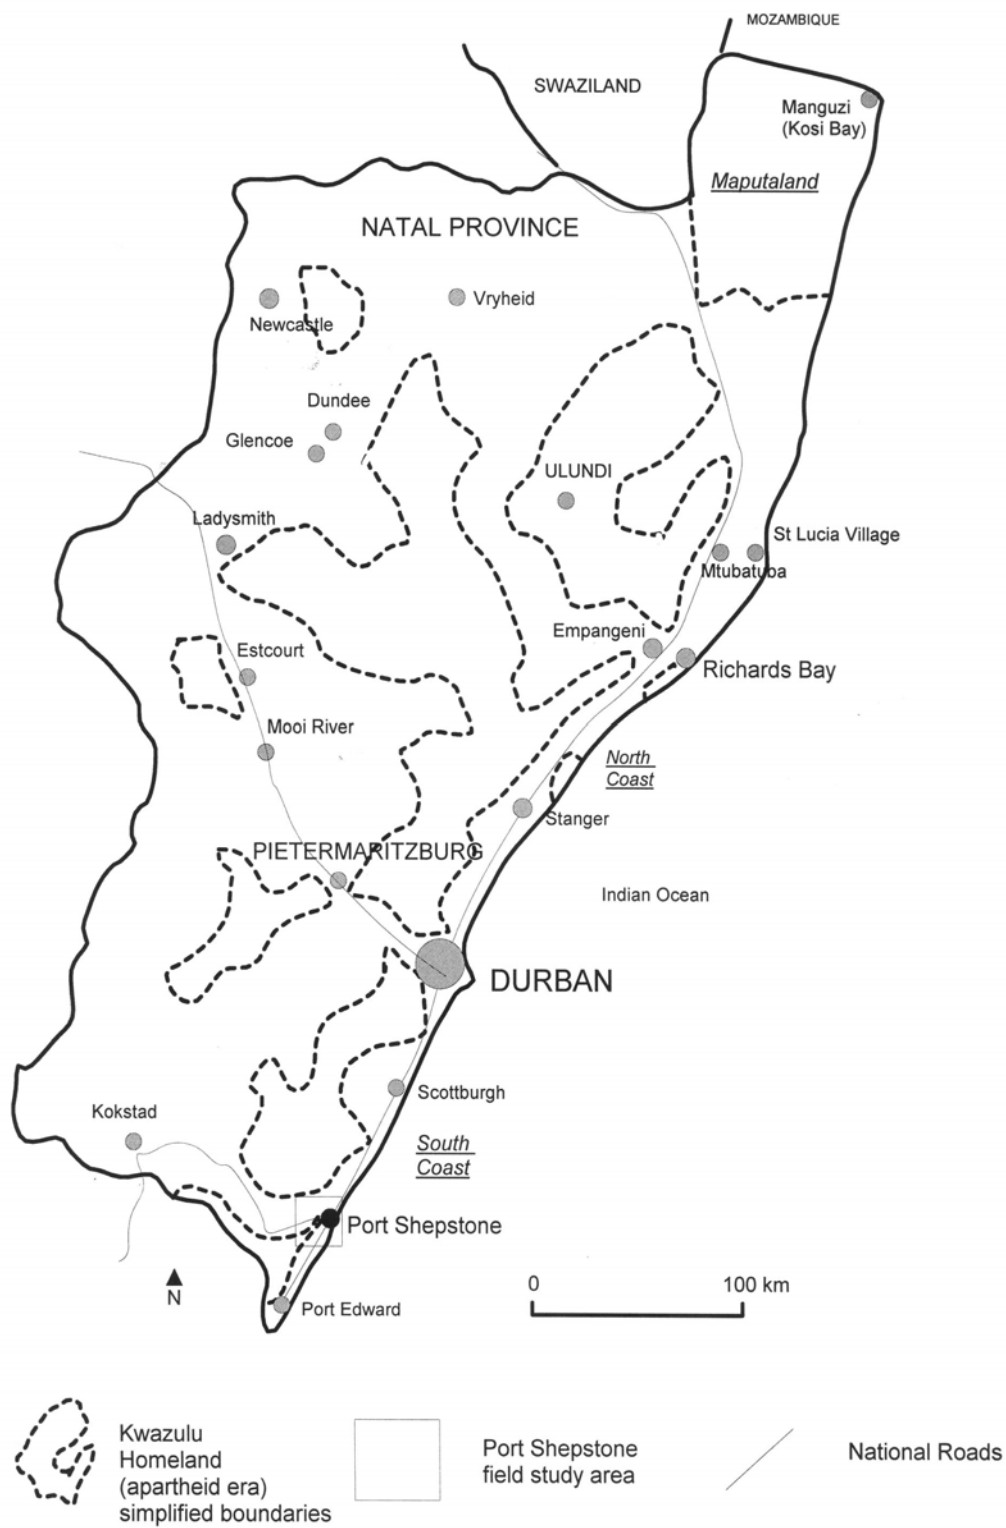 MOZAMBIQUE
SWAZILAND
Manguzi
(Kosi Bay)
Maputaland
NATAL PROVINCE
Vryheid
Newcastle
Dundee
Glencoe
ULUNDI
Ladysmith
St Lucia Village
Mtubatuba
Empangeni
Estcourt
Richards Bay
Mooi River
North
Coast
Stanger
PIETERMARITZBURG
Indian Ocean
DURBAN
Scottburgh
Kokstad
South
Coast
Port Shepstone
N
0 100 km
Port Edward
Kwazulu
Homeland
(apartheid era)
simplified boundaries
Port Shepstone
field study area
National Roads